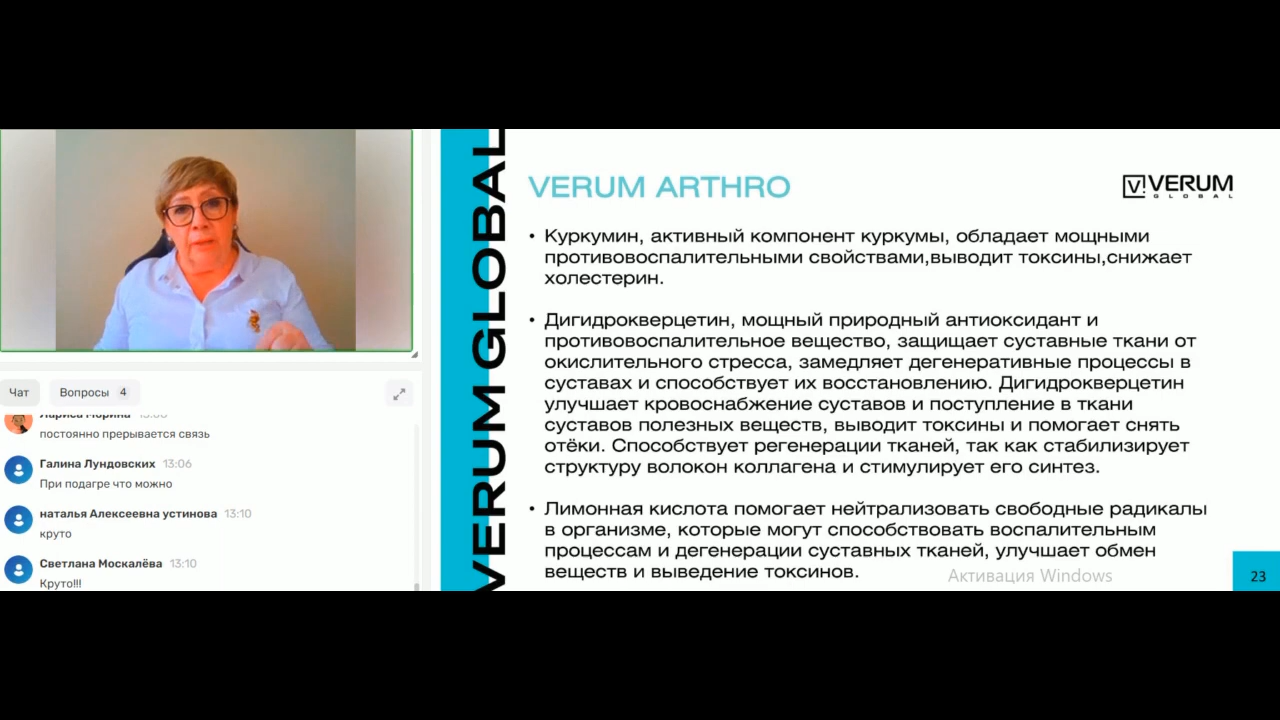 VERUM GLOBAL
VERUM ARTHRO
V! VERUM
GLOBAL
• Куркумин, активный компонент куркумы, обладает мощными
противовоспалительными свойствами,выводит токсины,снижает
холестерин.
• Дигидрокверцетин, мощный природный антиоксидант и
противовоспалительное вещество, защищает суставные ткани от
окислительного стресса, замедляет дегенеративные процессы в
суставах и способствует их восстановлению. Дигидрокверцетин
улучшает кровоснабжение суставов и поступление в ткани
суставов полезных веществ, выводит токсины и помогает снять
отёки. Способствует регенерации тканей, так как стабилизирует
структуру волокон коллагена и стимулирует его синтез.
• Лимонная кислота помогает нейтрализовать свободные радикалы
в организме, которые могут способствовать воспалительным
процессам и дегенерации суставных тканей, улучшает обмен
веществ и выведение токсинов.
Активация Windows
23
Чат
Вопросы 4
постоянно прерывается связь
Галина Лундовских 13:06
При подагре что можно
наталья Алексеевна устинова 13:10
круто
Светлана Москалёва 13:10
Круто!!!